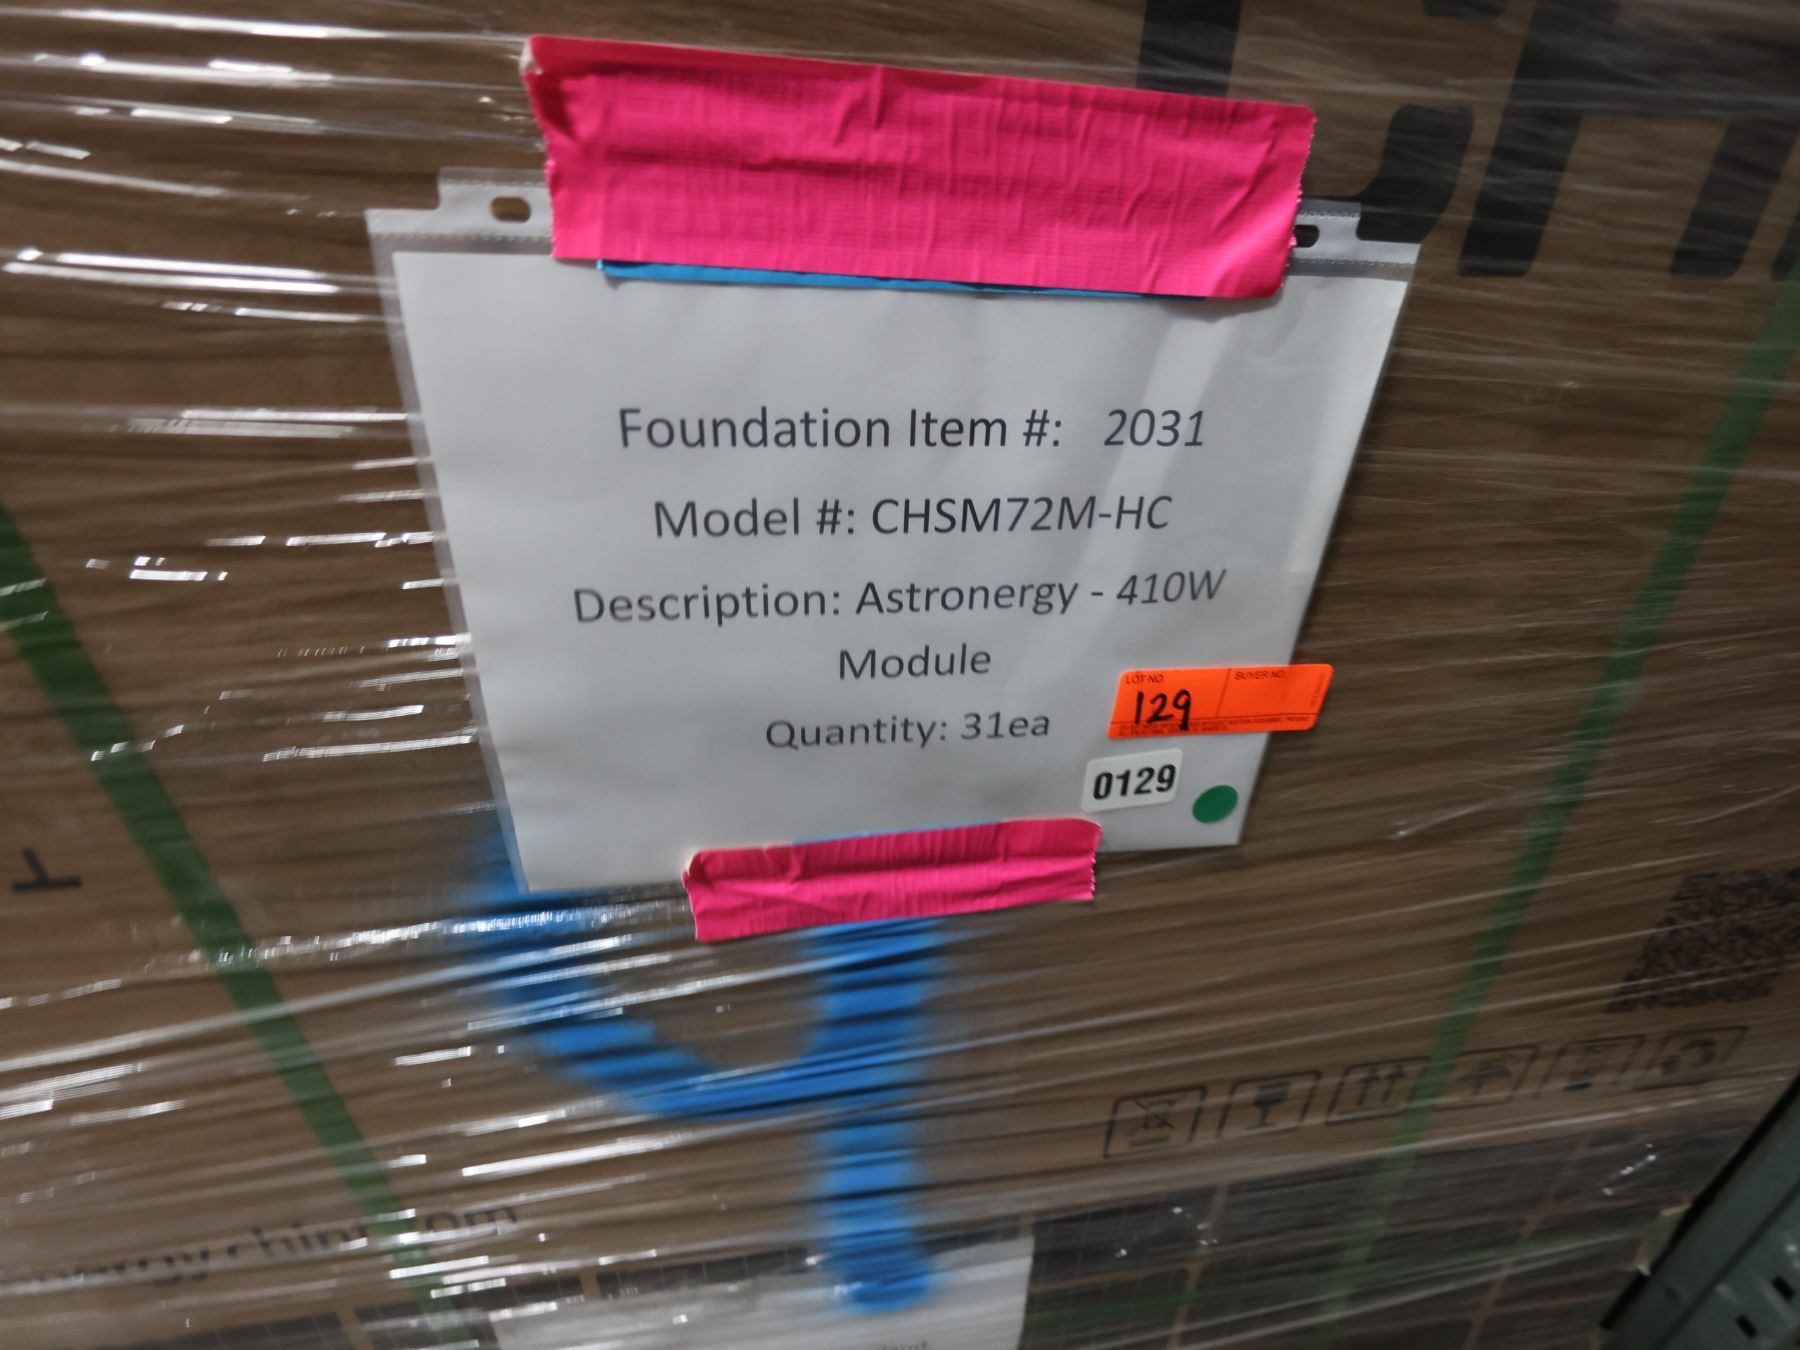 Foundation Item #: 2031
Model #: CHSM72M-HC
Description: Astronergy - 410W
Module
Quantity: 31ea
LOT NO.
BUYER NO.
129
0129